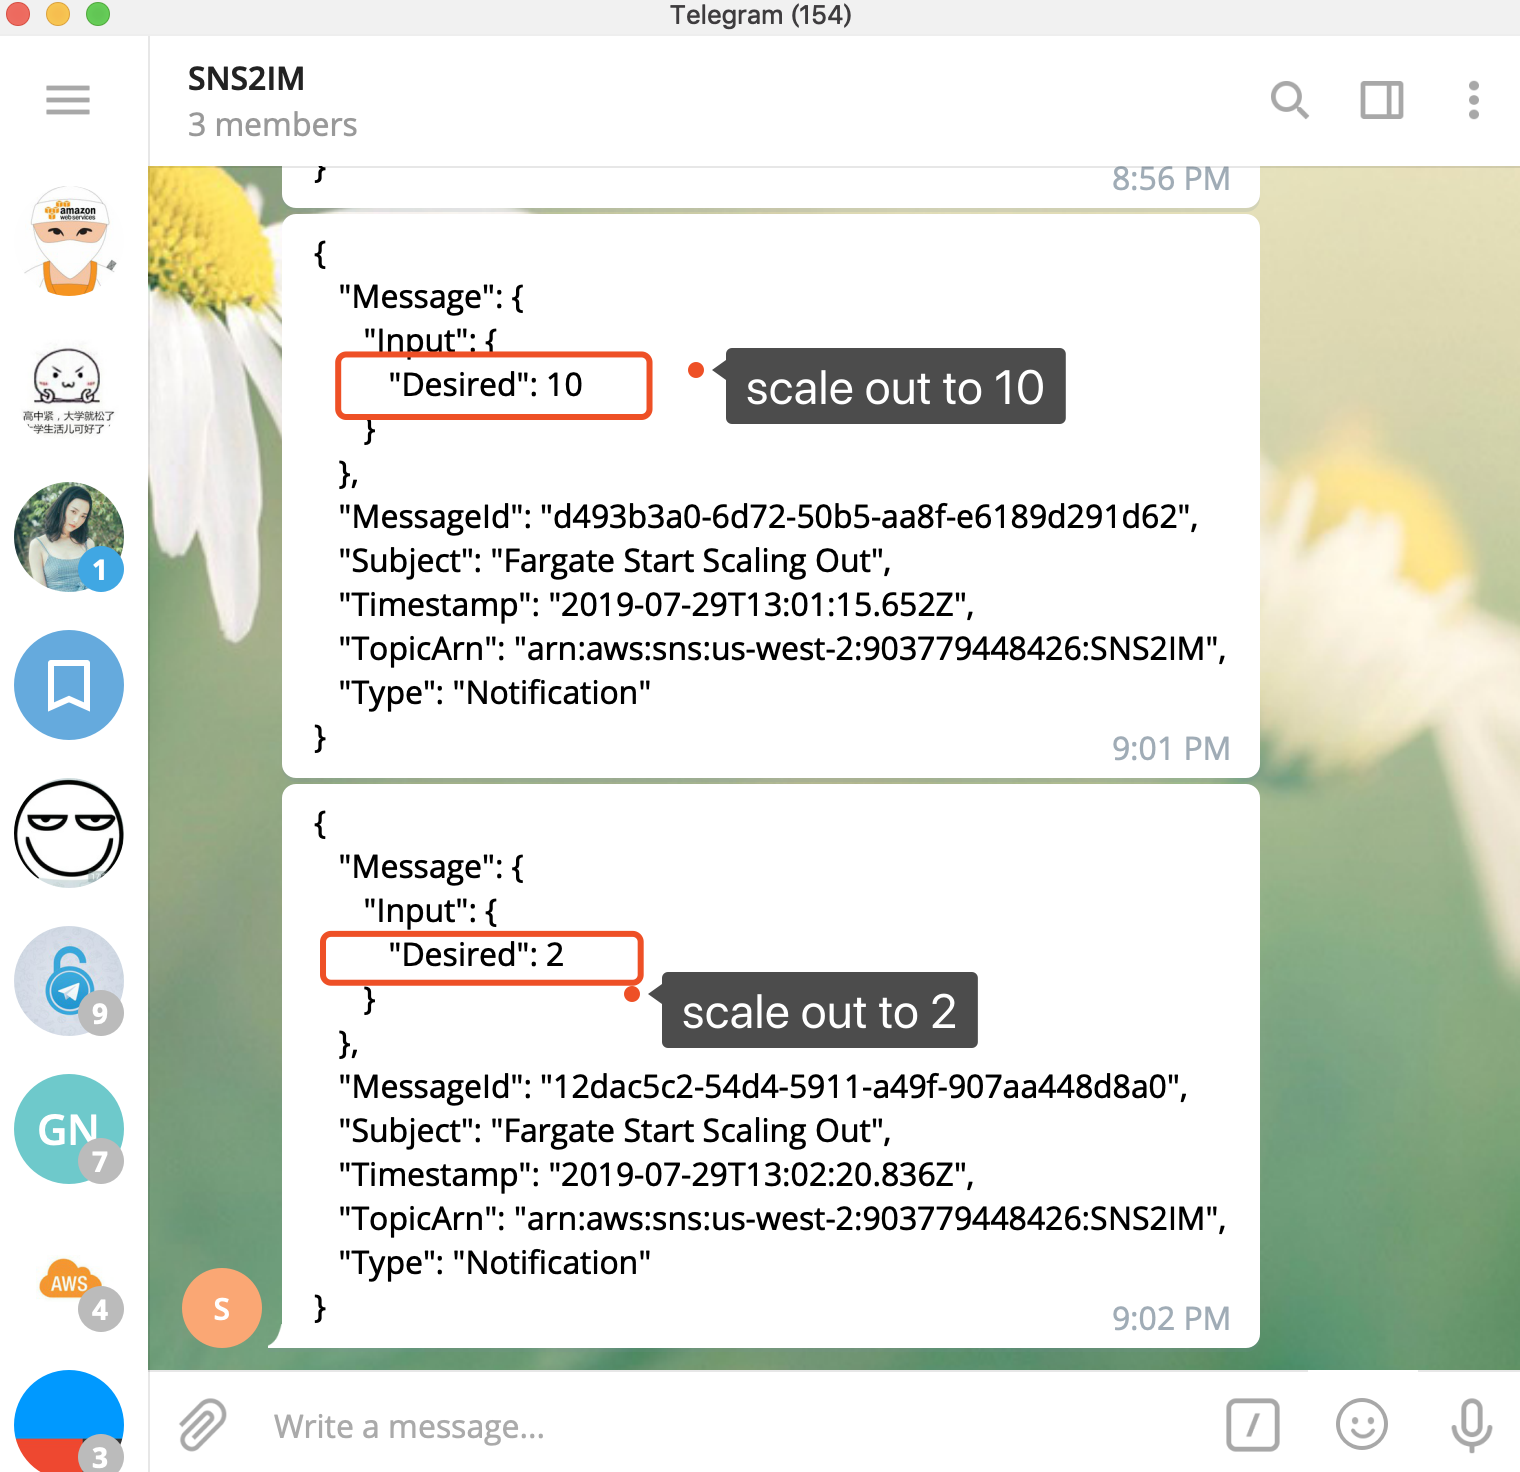 Telegram (154)
SNS2IM
3 members
amazon
webservices
高中紧，大学就松了
学生活儿可好了
1
9
GN
7
AWS
4
3
}
8:56 PM
{
"Message": {
"Input": {
"Desired": 10
scale out to 10
}
},
"MessageId": "d493b3a0-6d72-50b5-aa8f-e6189d291d62",
"Subject": "Fargate Start Scaling Out",
"Timestamp": "2019-07-29T13:01:15.652Z",
"TopicArn": "arn:aws:sns:us-west-2:903779448426:SNS2IM",
"Type": "Notification"
}
9:01 PM
{
"Message": {
"Input": {
"Desired": 2
scale out to 2
}
},
"MessageId": "12dac5c2-54d4-5911-a49f-907aa448d8a0",
"Subject": "Fargate Start Scaling Out",
"Timestamp": "2019-07-29T13:02:20.836Z",
"TopicArn": "arn:aws:sns:us-west-2:903779448426:SNS2IM",
"Type": "Notification"
}
9:02 PM
S
Write a message...
/